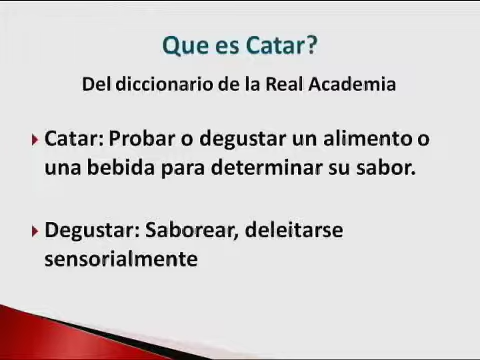 Que es Catar?
Del diccionario de la Real Academia
Catar: Probar o degustar un alimento o
una bebida para determinar su sabor.
Degustar: Saborear, deleitarse
sensorialmente